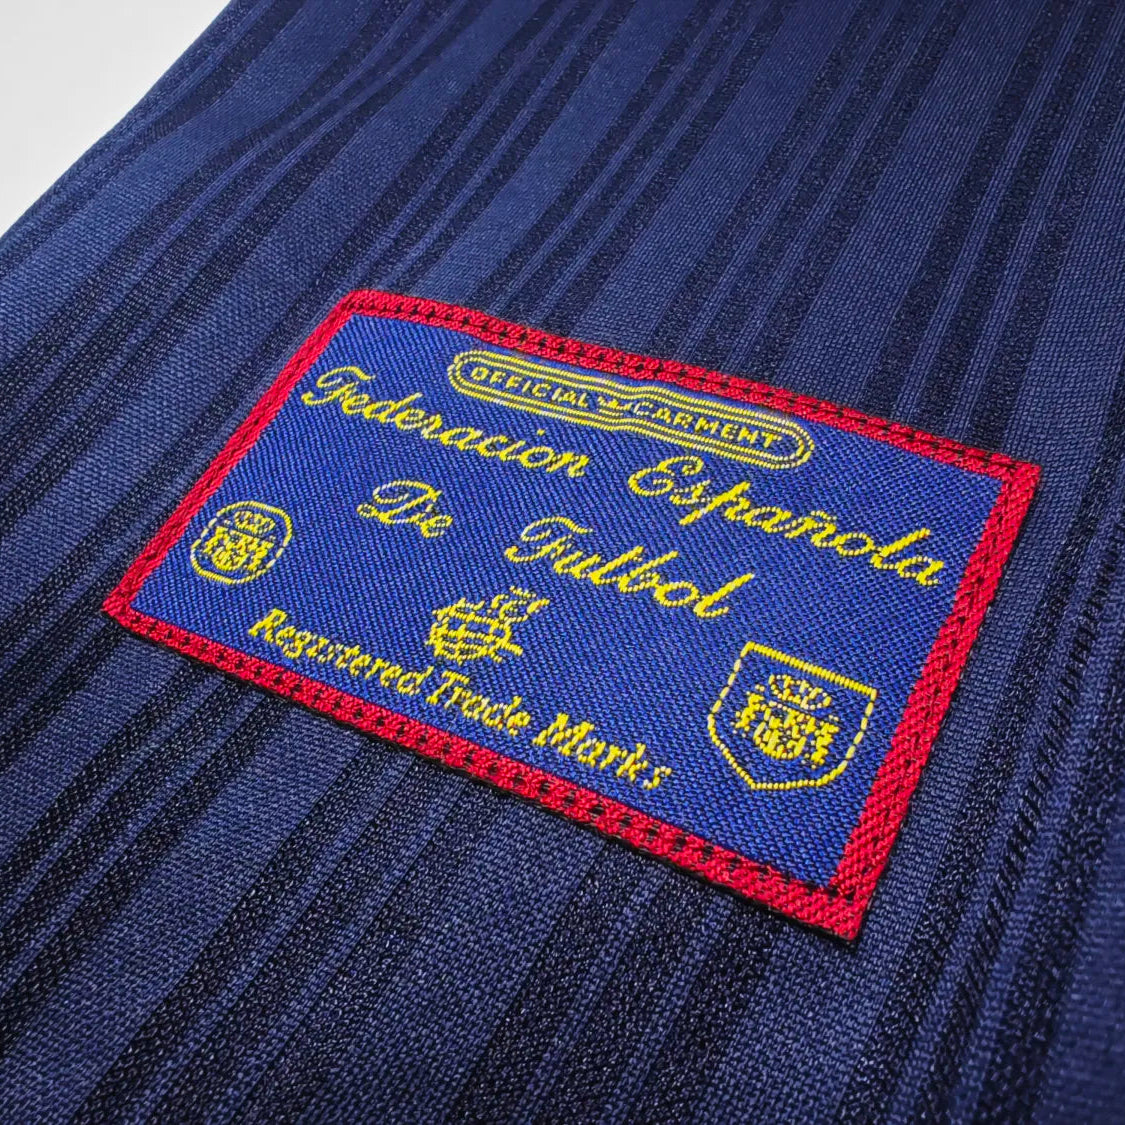 OFFICIAL GARMENT
Federacion Española
De Futbol
Registered Trade Marks